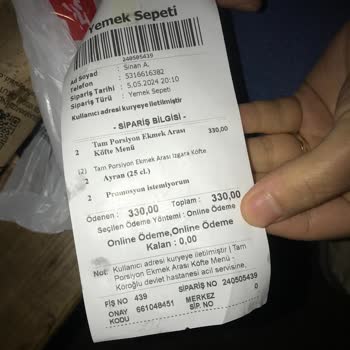 Yemek Sepeti
240505439
Ad Soyad : Sinan A.
Telefon : 5316616382
Sipariş Tarihi : 5.05.2024 20:10
Sipariş Türü : Yemek Sepeti
Kullanıcı adresi kuryeye iletilmiştir
- SİPARİŞ BİLGİSİ -
2 Tam Porsiyon Ekmek Arası Köfte Menü 330,00
(2) Tam Porsiyon Ekmek Arası Izgara Köfte
2 Ayran (25 cl.)
2 Promosyon istemiyorum
Ödenen : 330,00 Toplam : 330,00
Seçilen Ödeme Yöntemi : Online Ödeme
Online Ödeme,Online Ödeme
Kalan : 0,00
Not: Kullanıcı adresi kuryeye iletilmiştir | Tam
Porsiyon Ekmek Arası Köfte Menü -
Köroğlu devlet hastanesi acil servisine,
FİŞ NO 439 SİPARİŞ NO 240505439
ONAY KODU 661048451 MERKEZ SİP. NO 0